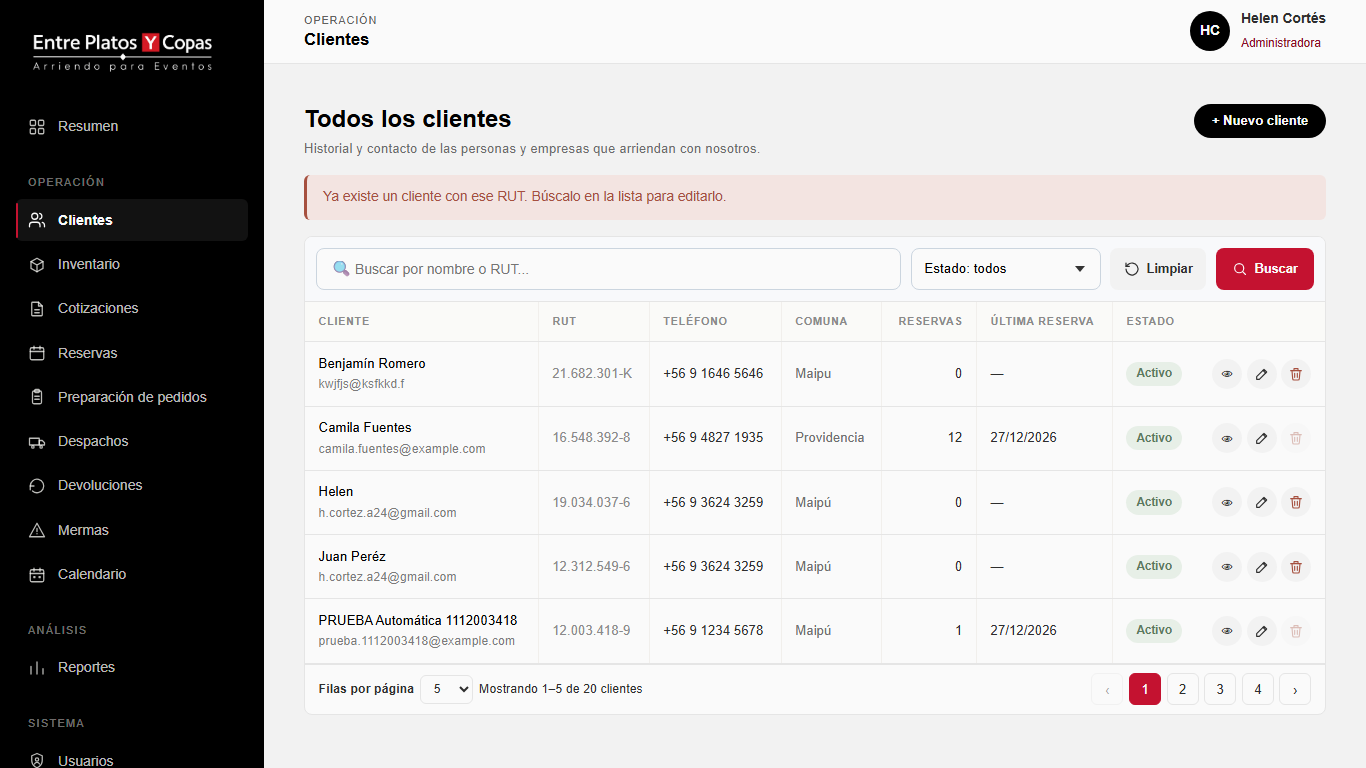 Entre Platos Y Copas
Arriendo para Eventos
Resumen
OPERACIÓN
Clientes
Inventario
Cotizaciones
Reservas
Preparación de pedidos
Despachos
Devoluciones
Mermas
Calendario
ANÁLISIS
Reportes
SISTEMA
Usuarios
OPERACIÓN
Clientes
HC
Helen Cortés
Administradora
Todos los clientes
+ Nuevo cliente
Historial y contacto de las personas y empresas que arriendan con nosotros.
Ya existe un cliente con ese RUT. Búscalo en la lista para editarlo.
Buscar por nombre o RUT... Estado: todos Limpiar Buscar
CLIENTE RUT TELÉFONO COMUNA RESERVAS ÚLTIMA RESERVA ESTADO
Benjamín Romero
kwjfjs@ksfkkd.f
21.682.301-K +56 9 1646 5646 Maipu 0 — Activo
Camila Fuentes
camila.fuentes@example.com
16.548.392-8 +56 9 4827 1935 Providencia 12 27/12/2026 Activo
Helen
h.cortez.a24@gmail.com
19.034.037-6 +56 9 3624 3259 Maipú 0 — Activo
Juan Peréz
h.cortez.a24@gmail.com
12.312.549-6 +56 9 3624 3259 Maipú 0 — Activo
PRUEBA Automática 1112003418
prueba.1112003418@example.com
12.003.418-9 +56 9 1234 5678 Maipú 1 27/12/2026 Activo
Filas por página 5 Mostrando 1–5 de 20 clientes ‹ 1 2 3 4 ›